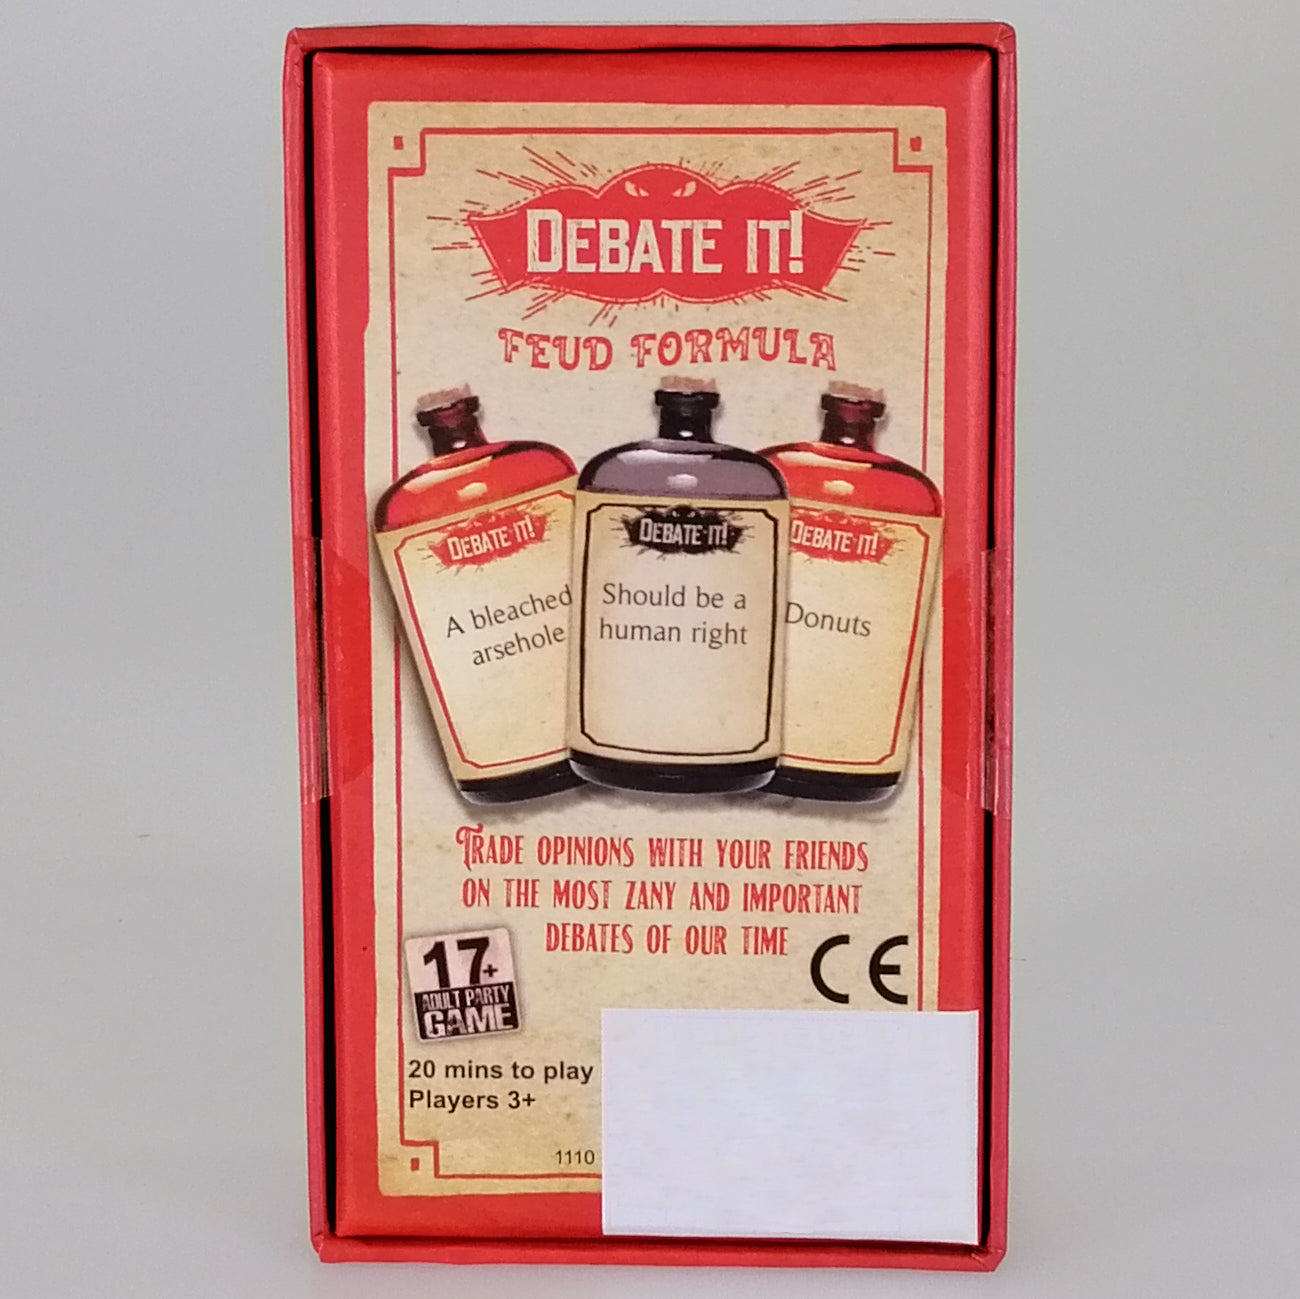 DEBATE IT!
FEUD FORMULA
DEBATE IT!
A bleached
arsehole
DEBATE IT!
Should be a
human right
DEBATE IT!
Donuts
TRADE OPINIONS WITH YOUR FRIENDS
ON THE MOST ZANY AND IMPORTANT
DEBATES OF OUR TIME
CE
17+
ADULT PARTY
GAME
20 mins to play
Players 3+
1110